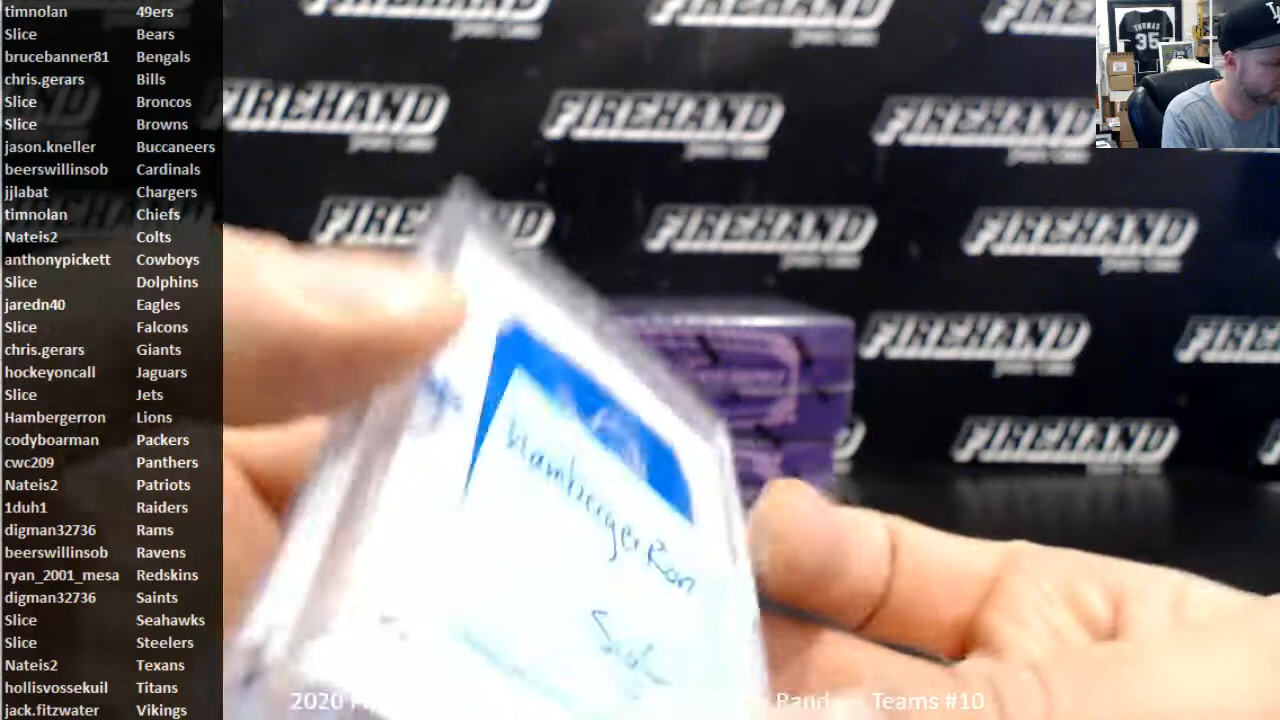 timnolan 49ers
Slice Bears
brucebanner81 Bengals
chris.gerars Bills
Slice Broncos
Slice Browns
jason.kneller Buccaneers
beerswillinsob Cardinals
jjlabat Chargers
timnolan Chiefs
Nateis2 Colts
anthonypickett Cowboys
Slice Dolphins
jaredn40 Eagles
Slice Falcons
chris.gerars Giants
hockeyoncall Jaguars
Slice Jets
Hambergerron Lions
codyboarman Packers
cwc209 Panthers
Nateis2 Patriots
1duh1 Raiders
digman32736 Rams
beerswillinsob Ravens
ryan_2001_mesa Redskins
digman32736 Saints
Slice Seahawks
Slice Steelers
Nateis2 Texans
hollisvossekuil Titans
jack.fitzwater Vikings
THOMAS
35
FIREHAND FIREHAND FIREHAND
FIREHAND FIREHAND FIREHAND
FIREHAND FIREHAND
FIREHAND
FIREHAND
HambergerRon
2020
Teams #10